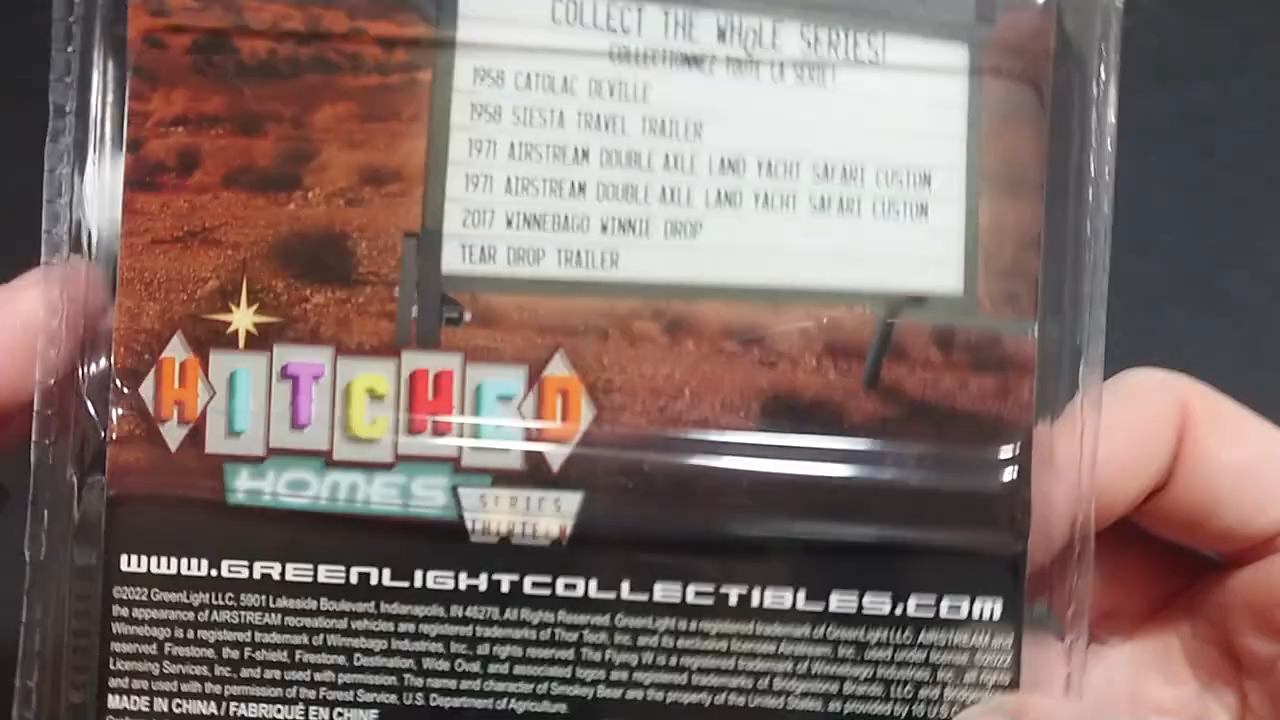 COLLECT THE WHOLE SERIES!
COLLECTIONNEZ TOUTE LA SÉRIE!
1958 CATOLAC DEVILLE
1958 SIESTA TRAVEL TRAILER
1971 AIRSTREAM DOUBLE AXLE LAND YACHT SAFARI CUSTOM
1971 AIRSTREAM DOUBLE AXLE LAND YACHT SAFARI CUSTOM
2017 WINNEBAGO WINNIE DROP
TEAR DROP TRAILER
HITCHED
HOMES
SERIES
THIRTEEN
WWW.GREENLIGHTCOLLECTIBLES.COM
©2022 GreenLight LLC, 5901 Lakeside Boulevard, Indianapolis, IN 46278. All Rights Reserved. GreenLight is a registered trademark of GreenLight LLC. AIRSTREAM and
the appearance of AIRSTREAM recreational vehicles are registered trademarks of Thor Tech, Inc. and its exclusive licensee Airstream, Inc., used under license. ©2022
Winnebago is a registered trademark of Winnebago Industries, Inc., all rights reserved. The Flying W is a registered trademark of Winnebago Industries, Inc., all rights
reserved. Firestone, the F-shield, Firestone, Destination, Wide Oval, and associated logos are registered trademarks of Bridgestone Brands, LLC and
Licensing Services, Inc., and are used with permission. The name and character of Smokey Bear are the property of the United States, as provided by 16 U.S.C.
and are used with the permission of the Forest Service, U.S. Department of Agriculture.
MADE IN CHINA / FABRIQUÉ EN CHINE